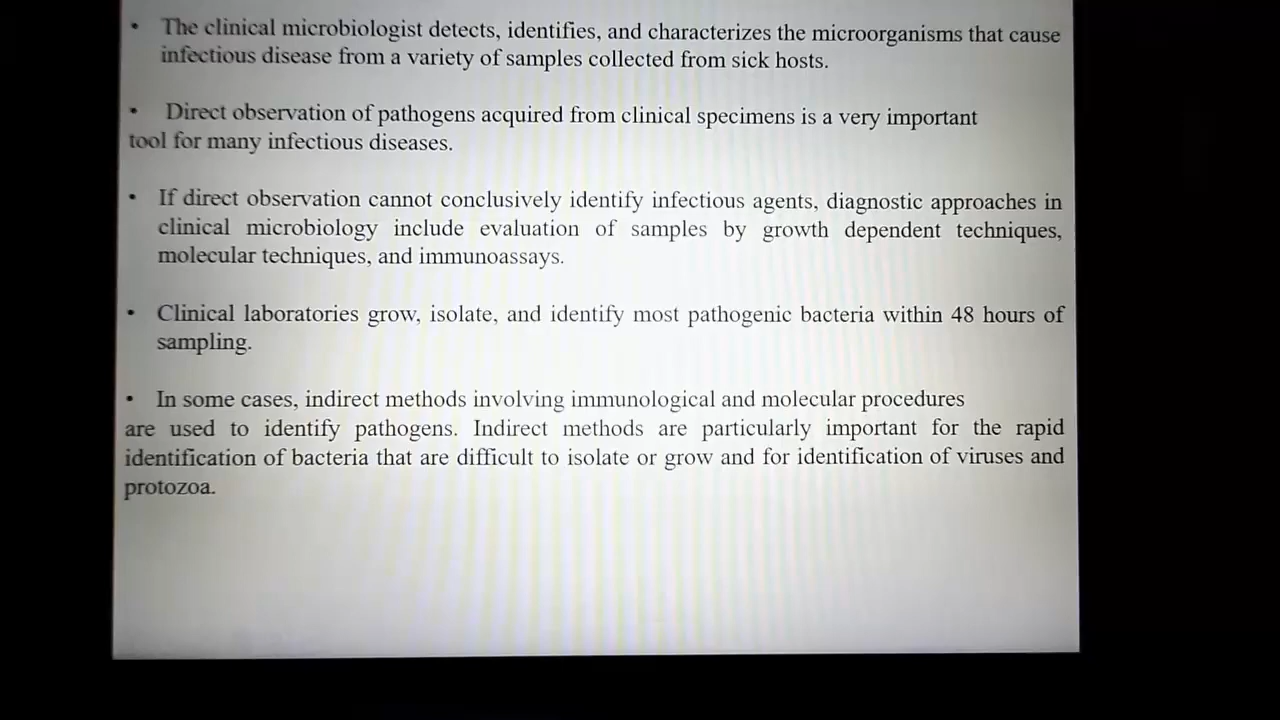 • The clinical microbiologist detects, identifies, and characterizes the microorganisms that cause
infectious disease from a variety of samples collected from sick hosts.
• Direct observation of pathogens acquired from clinical specimens is a very important
tool for many infectious diseases.
• If direct observation cannot conclusively identify infectious agents, diagnostic approaches in
clinical microbiology include evaluation of samples by growth dependent techniques,
molecular techniques, and immunoassays.
• Clinical laboratories grow, isolate, and identify most pathogenic bacteria within 48 hours of
sampling.
• In some cases, indirect methods involving immunological and molecular procedures
are used to identify pathogens. Indirect methods are particularly important for the rapid
identification of bacteria that are difficult to isolate or grow and for identification of viruses and
protozoa.